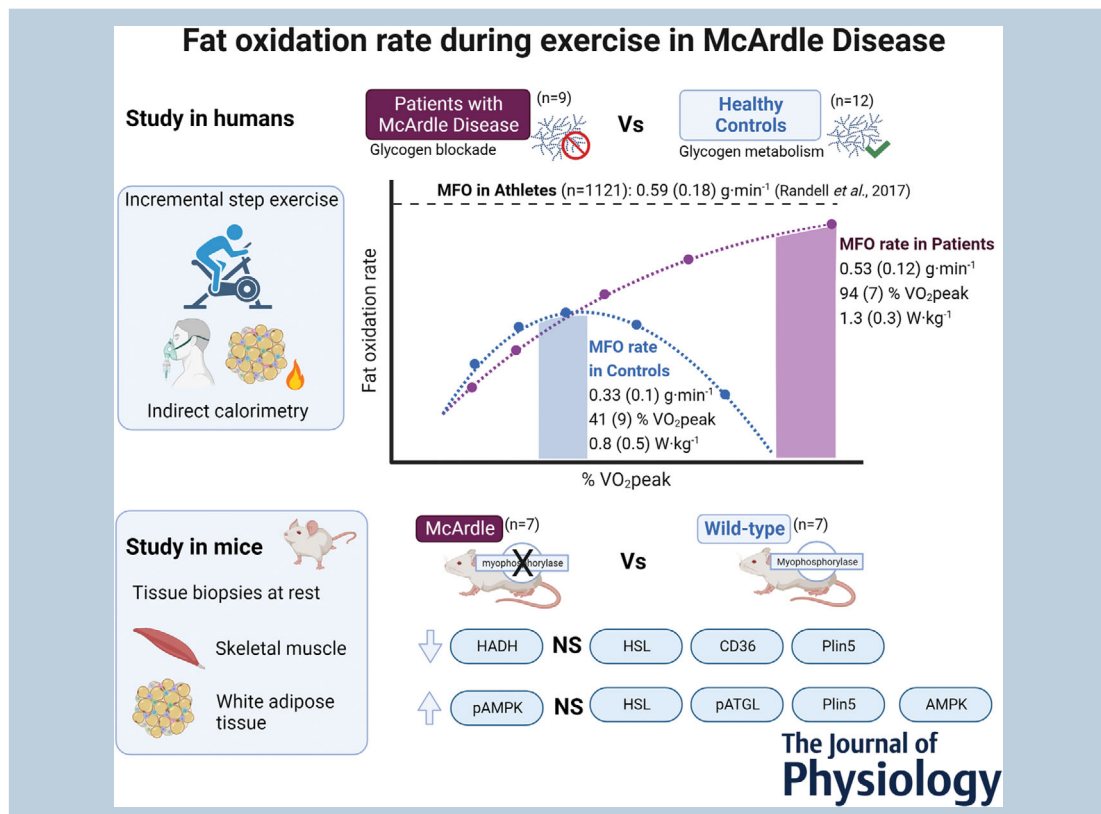 Fat oxidation rate during exercise in McArdle Disease
Study in humans
Patients with
McArdle Disease
(n=9)
Glycogen blockade
Vs
Healthy
Controls
(n=12)
Glycogen metabolism
Incremental step exercise
Indirect calorimetry
Fat oxidation rate
MFO in Athletes (n=1121): 0.59 (0.18) g·min⁻¹ (Randell et al., 2017)
MFO rate in Patients
0.53 (0.12) g·min⁻¹
94 (7) % VO₂peak
1.3 (0.3) W·kg⁻¹
MFO rate
in Controls
0.33 (0.1) g·min⁻¹
41 (9) % VO₂peak
0.8 (0.5) W·kg⁻¹
% VO₂peak
Study in mice
Tissue biopsies at rest
Skeletal muscle
White adipose
tissue
McArdle (n=7)
myophosphorylase
Vs
Wild-type (n=7)
Myophosphorylase
HADH NS HSL CD36 Plin5
pAMPK NS HSL pATGL Plin5 AMPK
The Journal of
Physiology